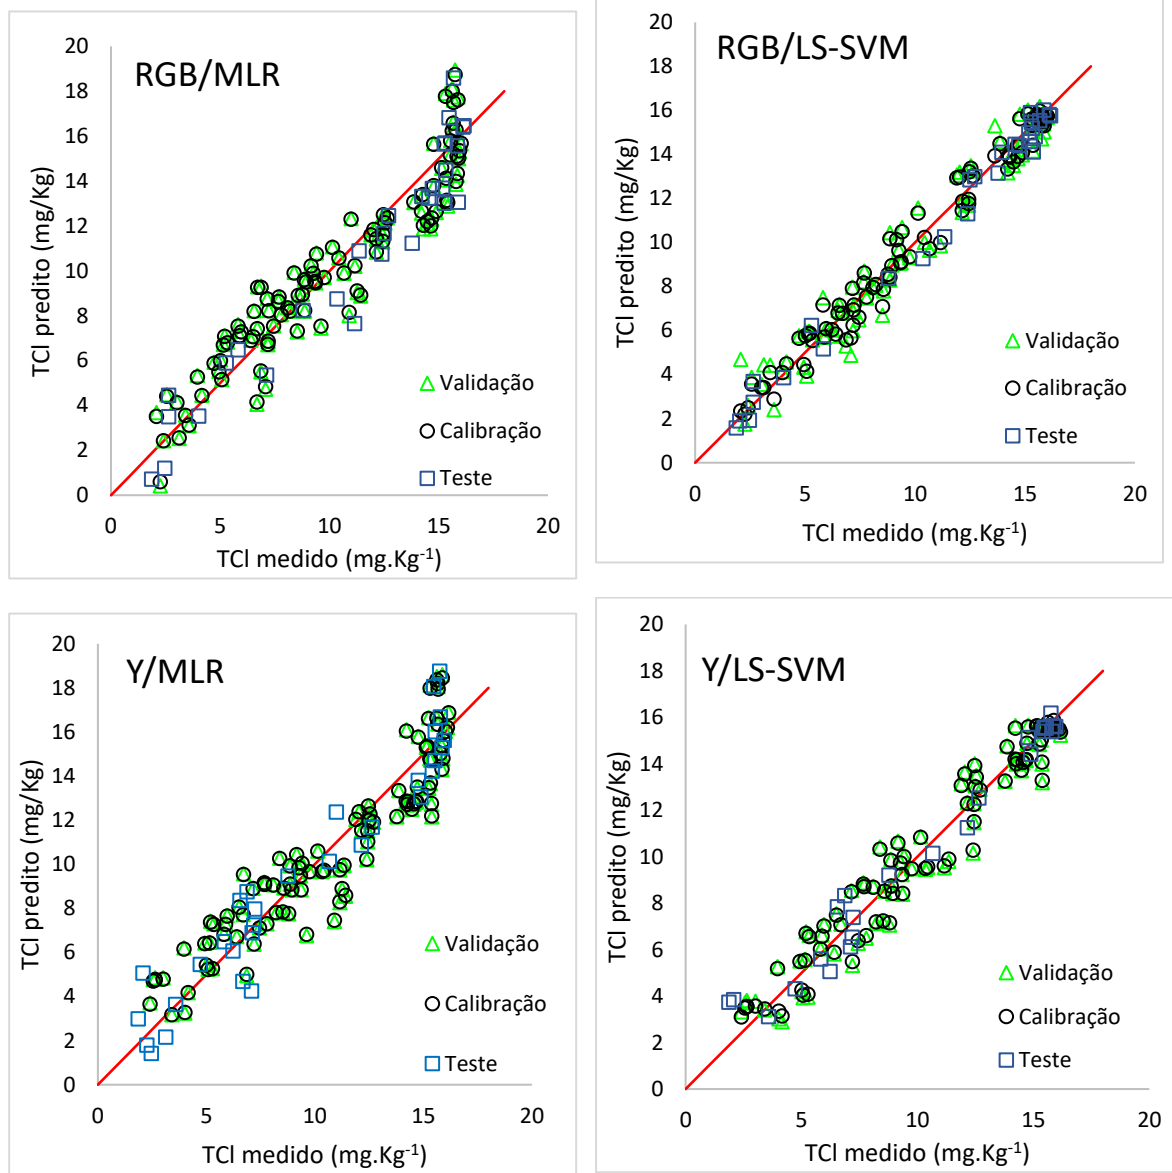 RGB/MLR
TCl predito (mg/Kg)
20
18
16
14
12
10
8
6
4
2
0
Validação
Calibração
Teste
0 5 10 15 20
TCl medido (mg.Kg⁻¹)
RGB/LS-SVM
TCl predito (mg/Kg)
20
18
16
14
12
10
8
6
4
2
0
Validação
Calibração
Teste
0 5 10 15 20
TCl medido (mg.Kg⁻¹)
Y/MLR
TCl predito (mg/Kg)
20
18
16
14
12
10
8
6
4
2
0
Validação
Calibração
Teste
0 5 10 15 20
TCl medido (mg.Kg⁻¹)
Y/LS-SVM
TCl predito (mg/Kg)
20
18
16
14
12
10
8
6
4
2
0
Validação
Calibração
Teste
0 5 10 15 20
TCl medido (mg.Kg⁻¹)